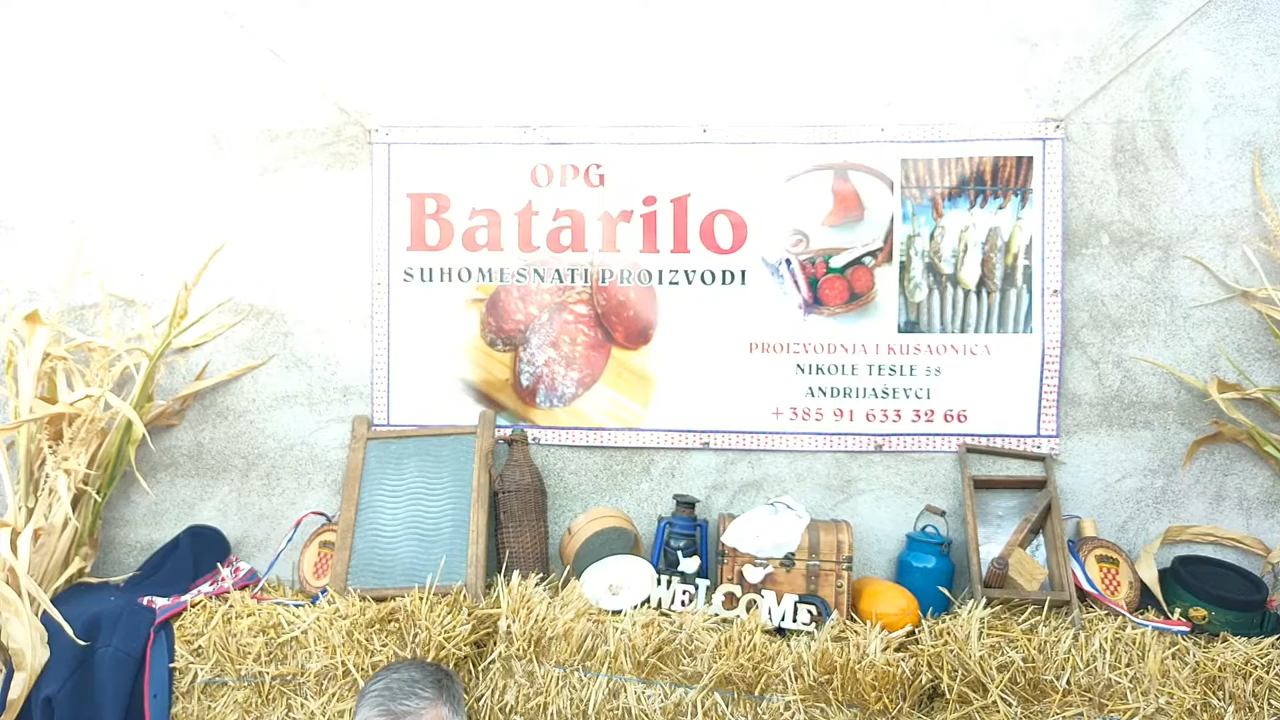 OPG
Batarilo
SUHOMESNATI PROIZVODI
PROIZVODNJA I KUŠAONICA
NIKOLE TESLE 58
ANDRIJAŠEVCI
+385 91 633 32 66
WELCOME